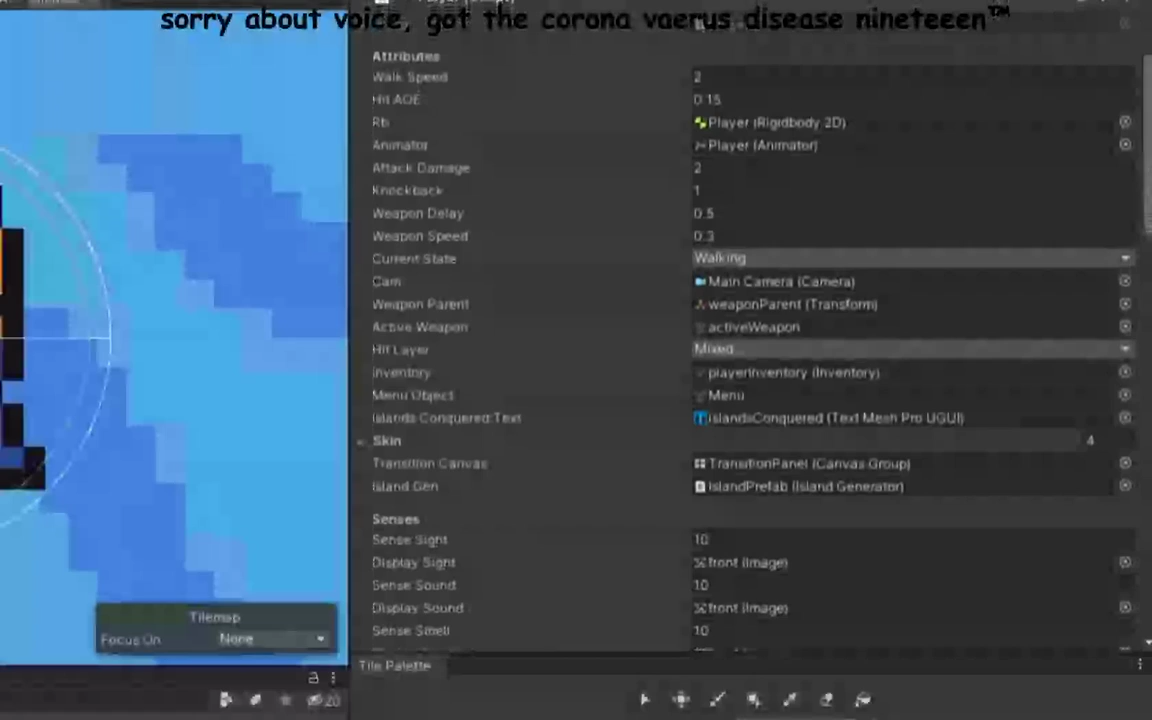 sorry about voice, got the corona vaerus disease nineteeen™
Attributes
Walk Speed 2
Hit AOE 0.15
Rb Player (Rigidbody 2D)
Animator Player (Animator)
Attack Damage 2
Knockback 1
Weapon Delay 0.5
Weapon Speed 0.3
Current State Walking
Cam Main Camera (Camera)
Weapon Parent weaponParent (Transform)
Active Weapon activeWeapon
Hit Layer Mixed...
Inventory playerInventory (Inventory)
Menu Object Menu
Islands Conquered Text islandsConquered (Text Mesh Pro UGUI)
Skin 4
Transition Canvas TransitionPanel (Canvas Group)
Island Gen IslandPrefab (Island Generator)
Senses
Sense Sight 10
Display Sight front (Image)
Sense Sound 10
Display Sound front (Image)
Sense Smell 10
Tilemap
Focus On None
Tile Palette
20